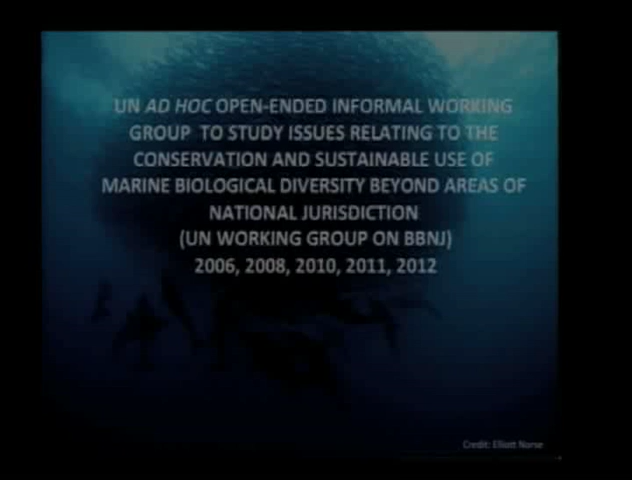 UN AD HOC OPEN-ENDED INFORMAL WORKING
GROUP TO STUDY ISSUES RELATING TO THE
CONSERVATION AND SUSTAINABLE USE OF
MARINE BIOLOGICAL DIVERSITY BEYOND AREAS OF
NATIONAL JURISDICTION
(UN WORKING GROUP ON BBNJ)
2006, 2008, 2010, 2011, 2012
Credit: Elliott Norse